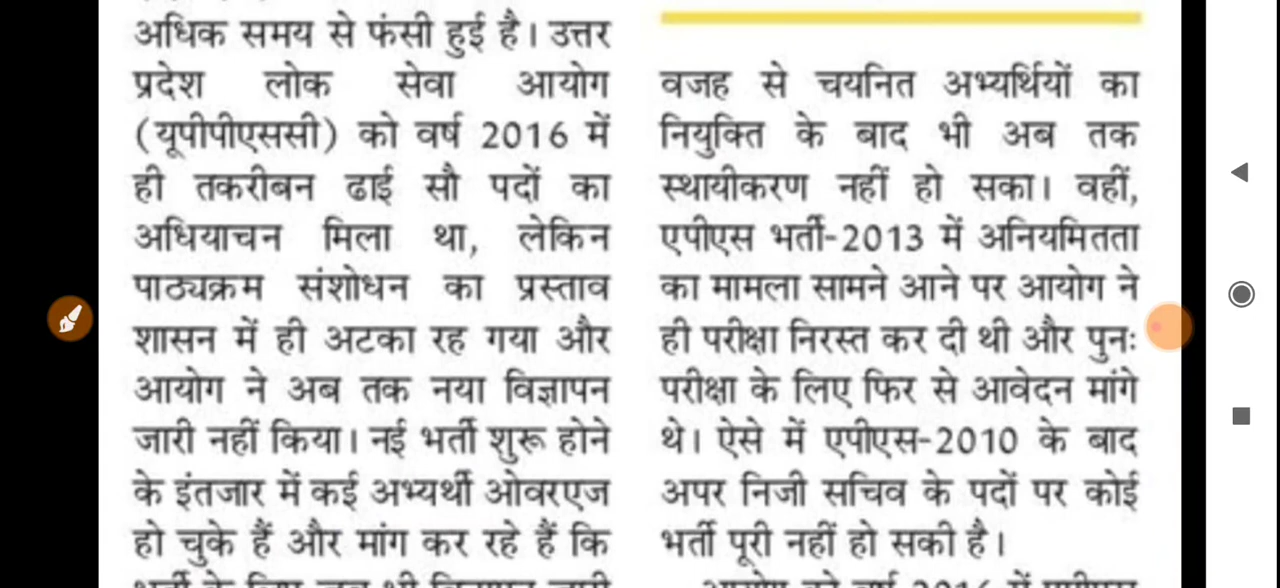 अधिक समय से फंसी हुई है। उत्तर
प्रदेश लोक सेवा आयोग
(यूपीपीएससी) को वर्ष 2016 में
ही तकरीबन ढाई सौ पदों का
अधियाचन मिला था, लेकिन
पाठ्यक्रम संशोधन का प्रस्ताव
शासन में ही अटका रह गया और
आयोग ने अब तक नया विज्ञापन
जारी नहीं किया। नई भर्ती शुरू होने
के इंतजार में कई अभ्यर्थी ओवरएज
हो चुके हैं और मांग कर रहे हैं कि
वजह से चयनित अभ्यर्थियों का
नियुक्ति के बाद भी अब तक
स्थायीकरण नहीं हो सका। वहीं,
एपीएस भर्ती-2013 में अनियमितता
का मामला सामने आने पर आयोग ने
ही परीक्षा निरस्त कर दी थी और पुनः
परीक्षा के लिए फिर से आवेदन मांगे
थे। ऐसे में एपीएस-2010 के बाद
अपर निजी सचिव के पदों पर कोई
भर्ती पूरी नहीं हो सकी है।